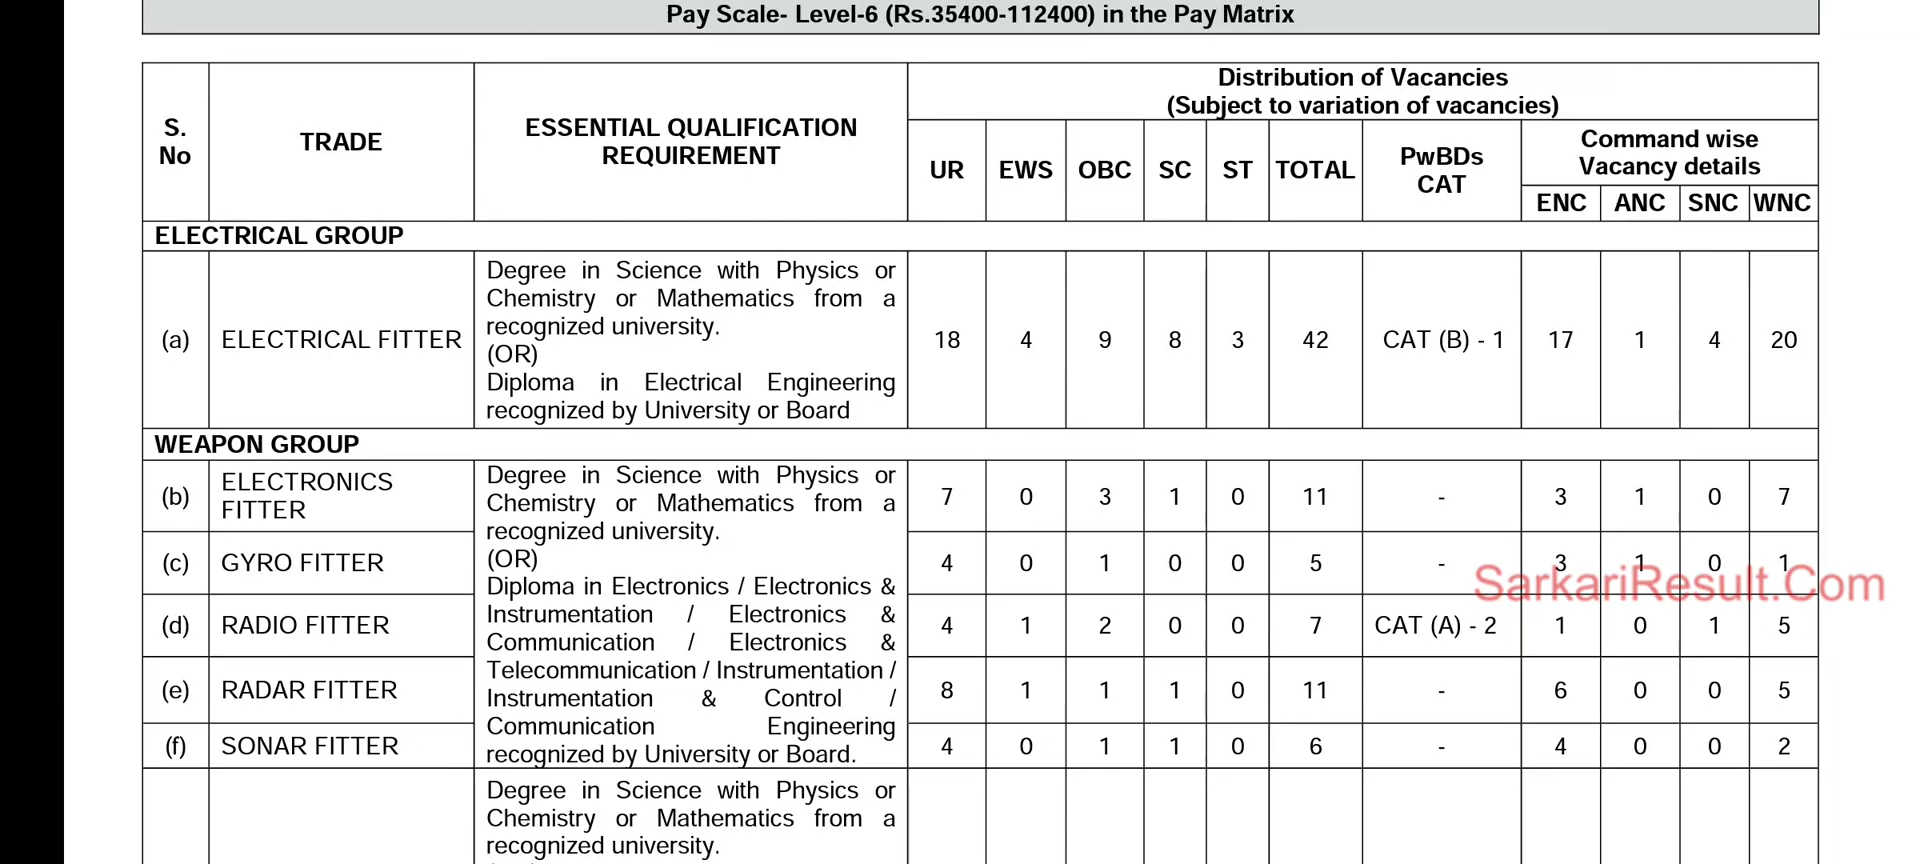 Pay Scale- Level-6 (Rs.35400-112400) in the Pay Matrix
S. No
TRADE
ESSENTIAL QUALIFICATION
REQUIREMENT
Distribution of Vacancies
(Subject to variation of vacancies)
UR EWS OBC SC ST TOTAL
PwBDs
CAT
Command wise
Vacancy details
ENC ANC SNC WNC
ELECTRICAL GROUP
(a) ELECTRICAL FITTER
Degree in Science with Physics or
Chemistry or Mathematics from a
recognized university.
(OR)
Diploma in Electrical Engineering
recognized by University or Board
18 4 9 8 3 42 CAT (B) - 1 17 1 4 20
WEAPON GROUP
(b) ELECTRONICS
FITTER
Degree in Science with Physics or
Chemistry or Mathematics from a
recognized university.
(OR)
Diploma in Electronics / Electronics &
Instrumentation / Electronics &
Communication / Electronics &
Telecommunication / Instrumentation /
Instrumentation & Control /
Communication Engineering
recognized by University or Board.
7 0 3 1 0 11 - 3 1 0 7
(c) GYRO FITTER 4 0 1 0 0 5 - 3 1 0 1
SarkariResult.Com
(d) RADIO FITTER 4 1 2 0 0 7 CAT (A) - 2 1 0 1 5
(e) RADAR FITTER 8 1 1 1 0 11 - 6 0 0 5
(f) SONAR FITTER 4 0 1 1 0 6 - 4 0 0 2
Degree in Science with Physics or
Chemistry or Mathematics from a
recognized university.